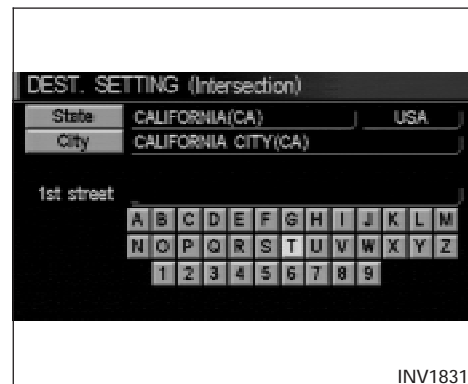 DEST. SETTING (Intersection)
State CALIFORNIA(CA) USA
City CALIFORNIA CITY(CA)
1st street _
A B C D E F G H I J K L M
N O P Q R S T U V W X Y Z
1 2 3 4 5 6 7 8 9
INV1831